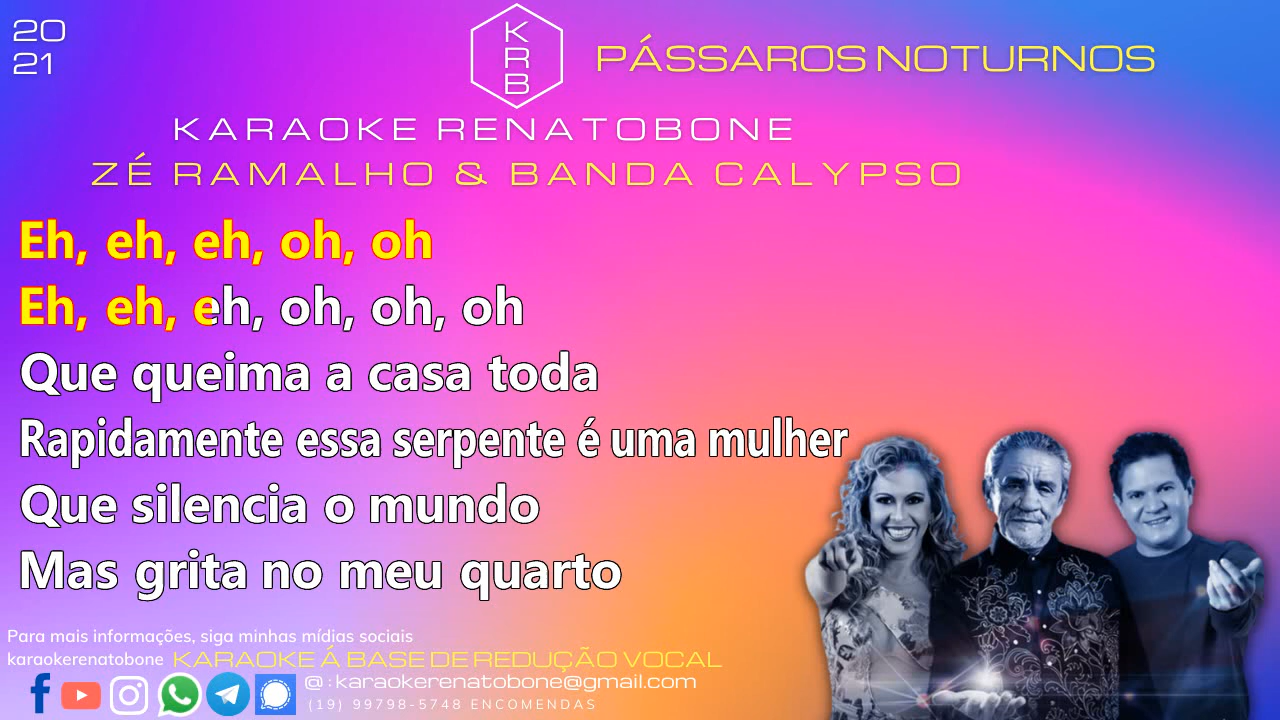 20
21
K
R
B
PÁSSAROS NOTURNOS
KARAOKE RENATOBONE
ZÉ RAMALHO & BANDA CALYPSO
Eh, eh, eh, oh, oh
Eh, eh, eh, oh, oh, oh
Que queima a casa toda
Rapidamente essa serpente é uma mulher
Que silencia o mundo
Mas grita no meu quarto
Para mais informações, siga minhas mídias sociais
karaokerenatobone KARAOKE Á BASE DE REDUÇÃO VOCAL
@ : karaokerenatobone@gmail.com
(19) 99798-5748 ENCOMENDAS